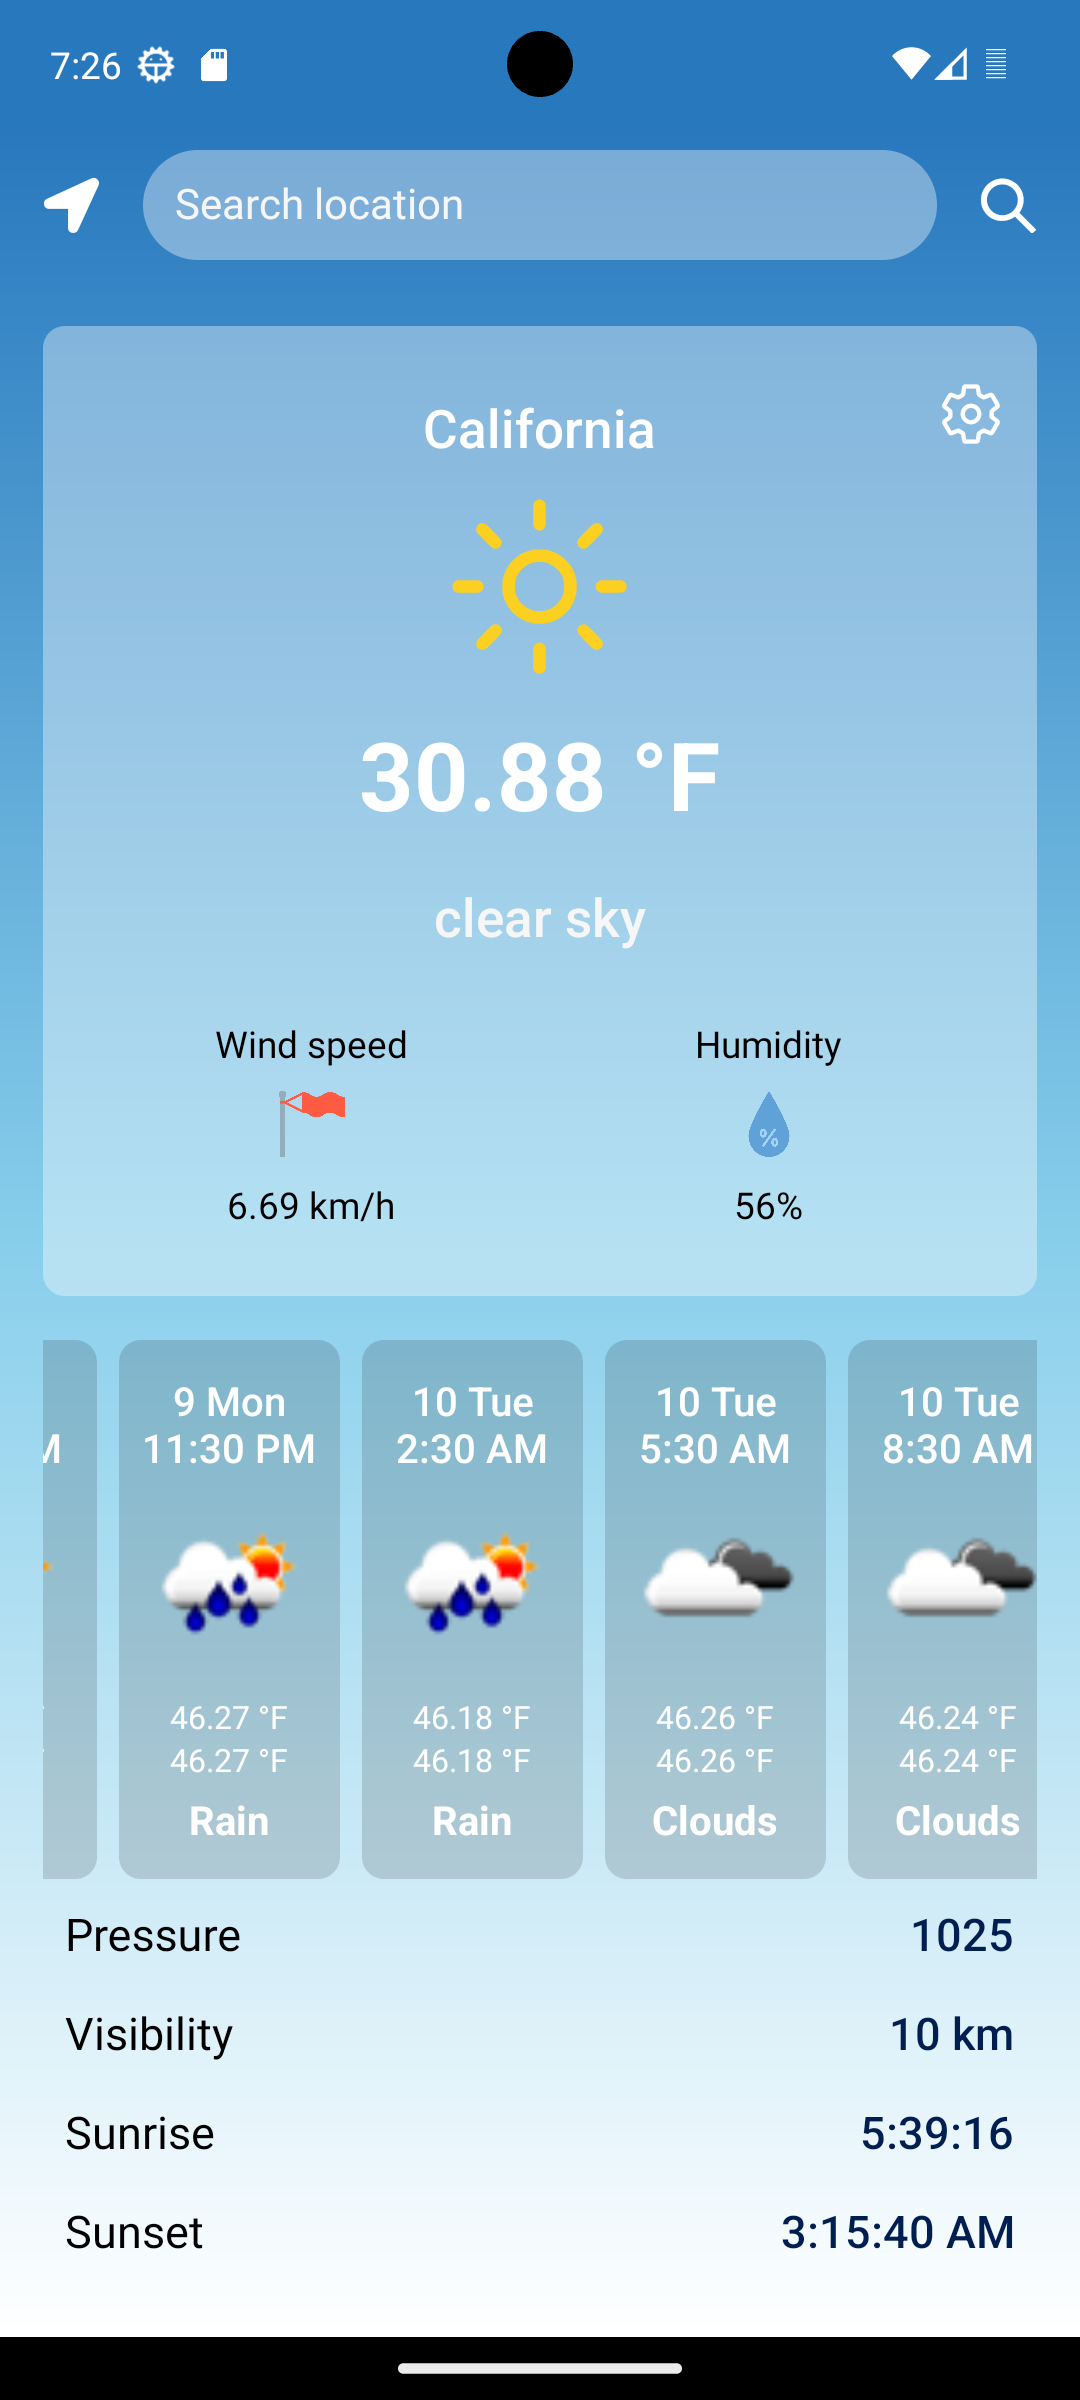 7:26
Search location
California
30.88 °F
clear sky
Wind speed
Humidity
%
6.69 km/h
56%
9 Mon
11:30 PM
46.27 °F
46.27 °F
Rain
10 Tue
2:30 AM
46.18 °F
46.18 °F
Rain
10 Tue
5:30 AM
46.26 °F
46.26 °F
Clouds
10 Tue
8:30 AM
46.24 °F
46.24 °F
Clouds
Pressure 1025
Visibility 10 km
Sunrise 5:39:16
Sunset 3:15:40 AM